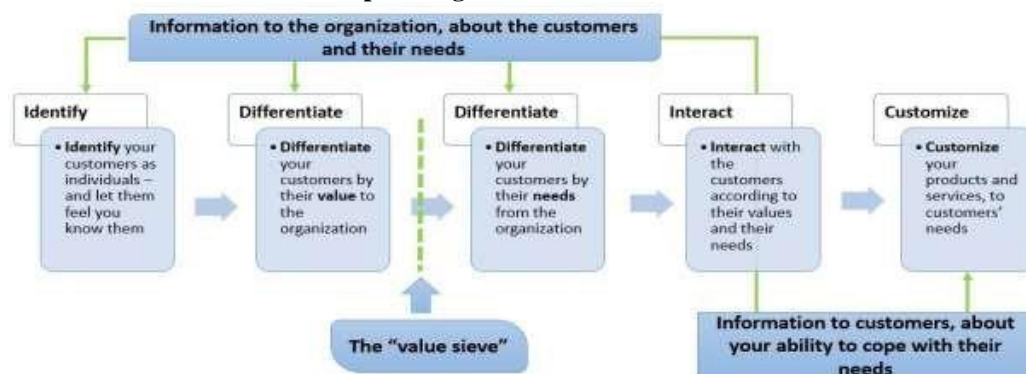 Information to the organization, about the customers
and their needs
Identify
• Identify your
customers as
individuals –
and let them
feel you
know them
Differentiate
• Differentiate
your
customers by
their value to
the
organization
Differentiate
• Differentiate
your
customers by
their needs
from the
organization
Interact
• Interact with
the
customers
according to
their values
and their
needs
Customize
• Customize
your
products and
services, to
customers'
needs
The “value sieve”
Information to customers, about
your ability to cope with their
needs